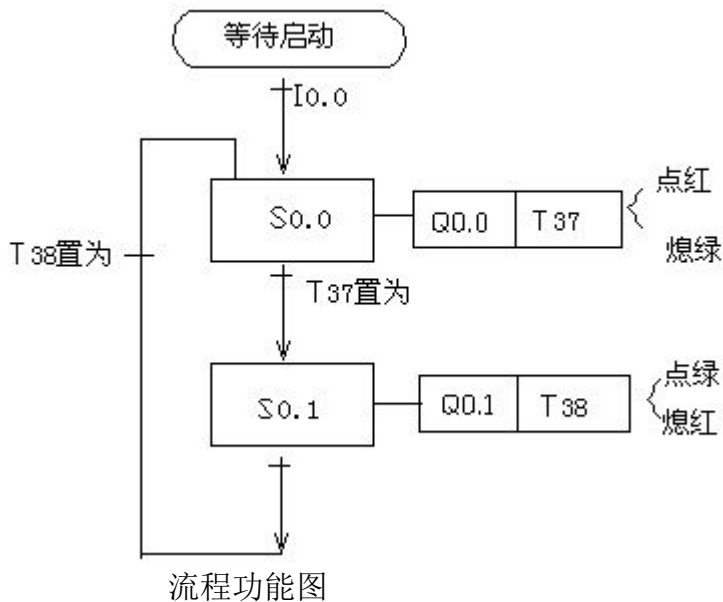 等待启动
I0.0
S0.0
Q0.0
T37
点红
熄绿
T38置为
T37置为
S0.1
Q0.1
T38
点绿
熄红
流程功能图